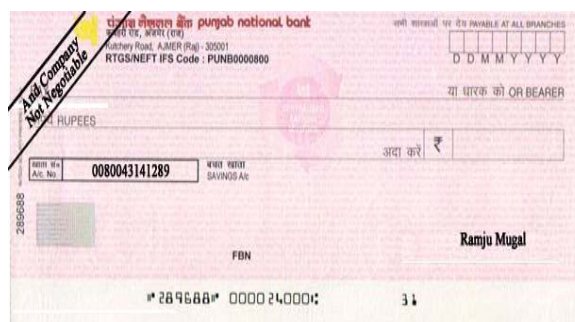 And Company
Not Negotiable
पंजाब नैशनल बैंक punjab national bank
कचहरी रोड, अजमेर (राज)
Kutchery Road, AJMER (Raj) - 305001
RTGS/NEFT IFS Code : PUNB0000800
सभी शाखाओं पर देय PAYABLE AT ALL BRANCHES
D D M M Y Y Y Y
या धारक को OR BEARER
RUPEES
अदा करें ₹
खाता सं०
A/c. No.
0080043141289
बचत खाता
SAVINGS A/c
289688
Ramju Mugal
FBN
⑈289688⑈ 000024000⑆ 31